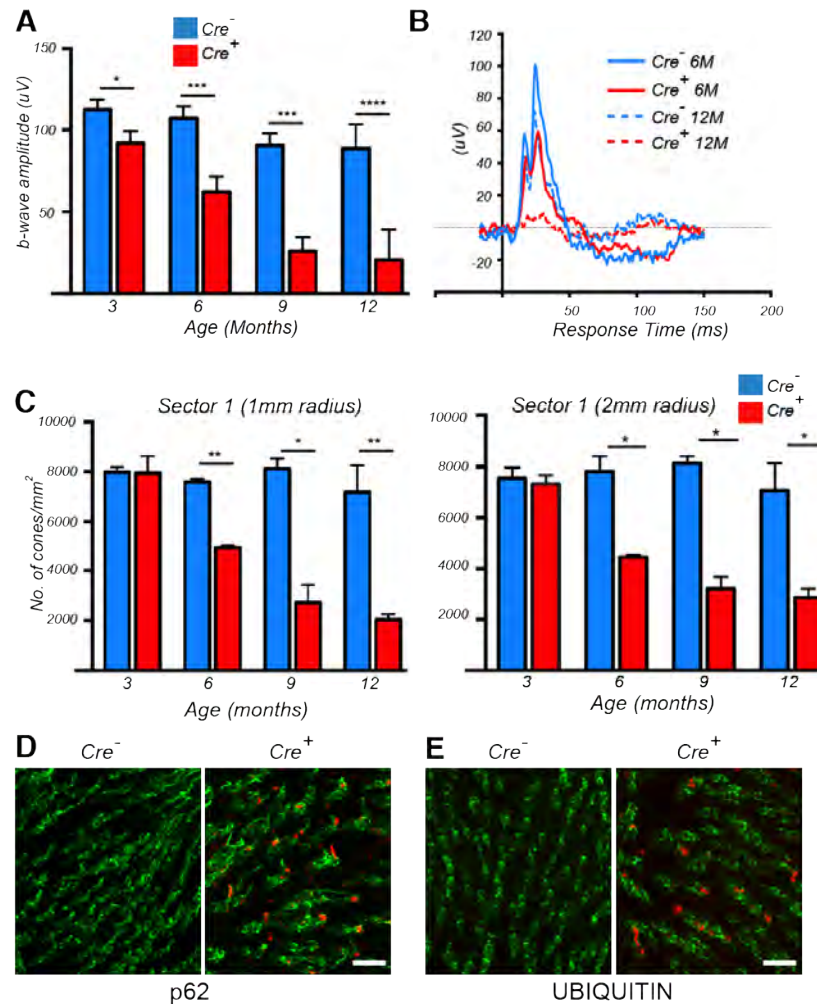 A
Cre⁻
Cre⁺
b-wave amplitude (uV)
150
100
50
*
***
***
****
3
6
9
12
Age (Months)
B
(uV)
120
100
80
60
40
20
-20
Cre⁻ 6M
Cre⁺ 6M
Cre⁻ 12M
Cre⁺ 12M
50
100
150
200
Response Time (ms)
C
Sector 1 (1mm radius)
No. of cones/mm²
10000
8000
6000
4000
2000
**
*
**
3
6
9
12
Age (months)
Sector 1 (2mm radius)
Cre⁻
Cre⁺
10000
8000
6000
4000
2000
*
*
*
3
6
9
12
Age (months)
D
Cre⁻
Cre⁺
p62
E
Cre⁻
Cre⁺
UBIQUITIN